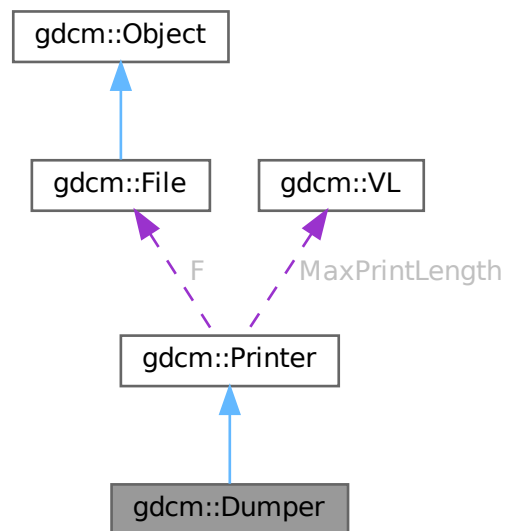 gdcm::Object
gdcm::File
gdcm::VL
F
MaxPrintLength
gdcm::Printer
gdcm::Dumper